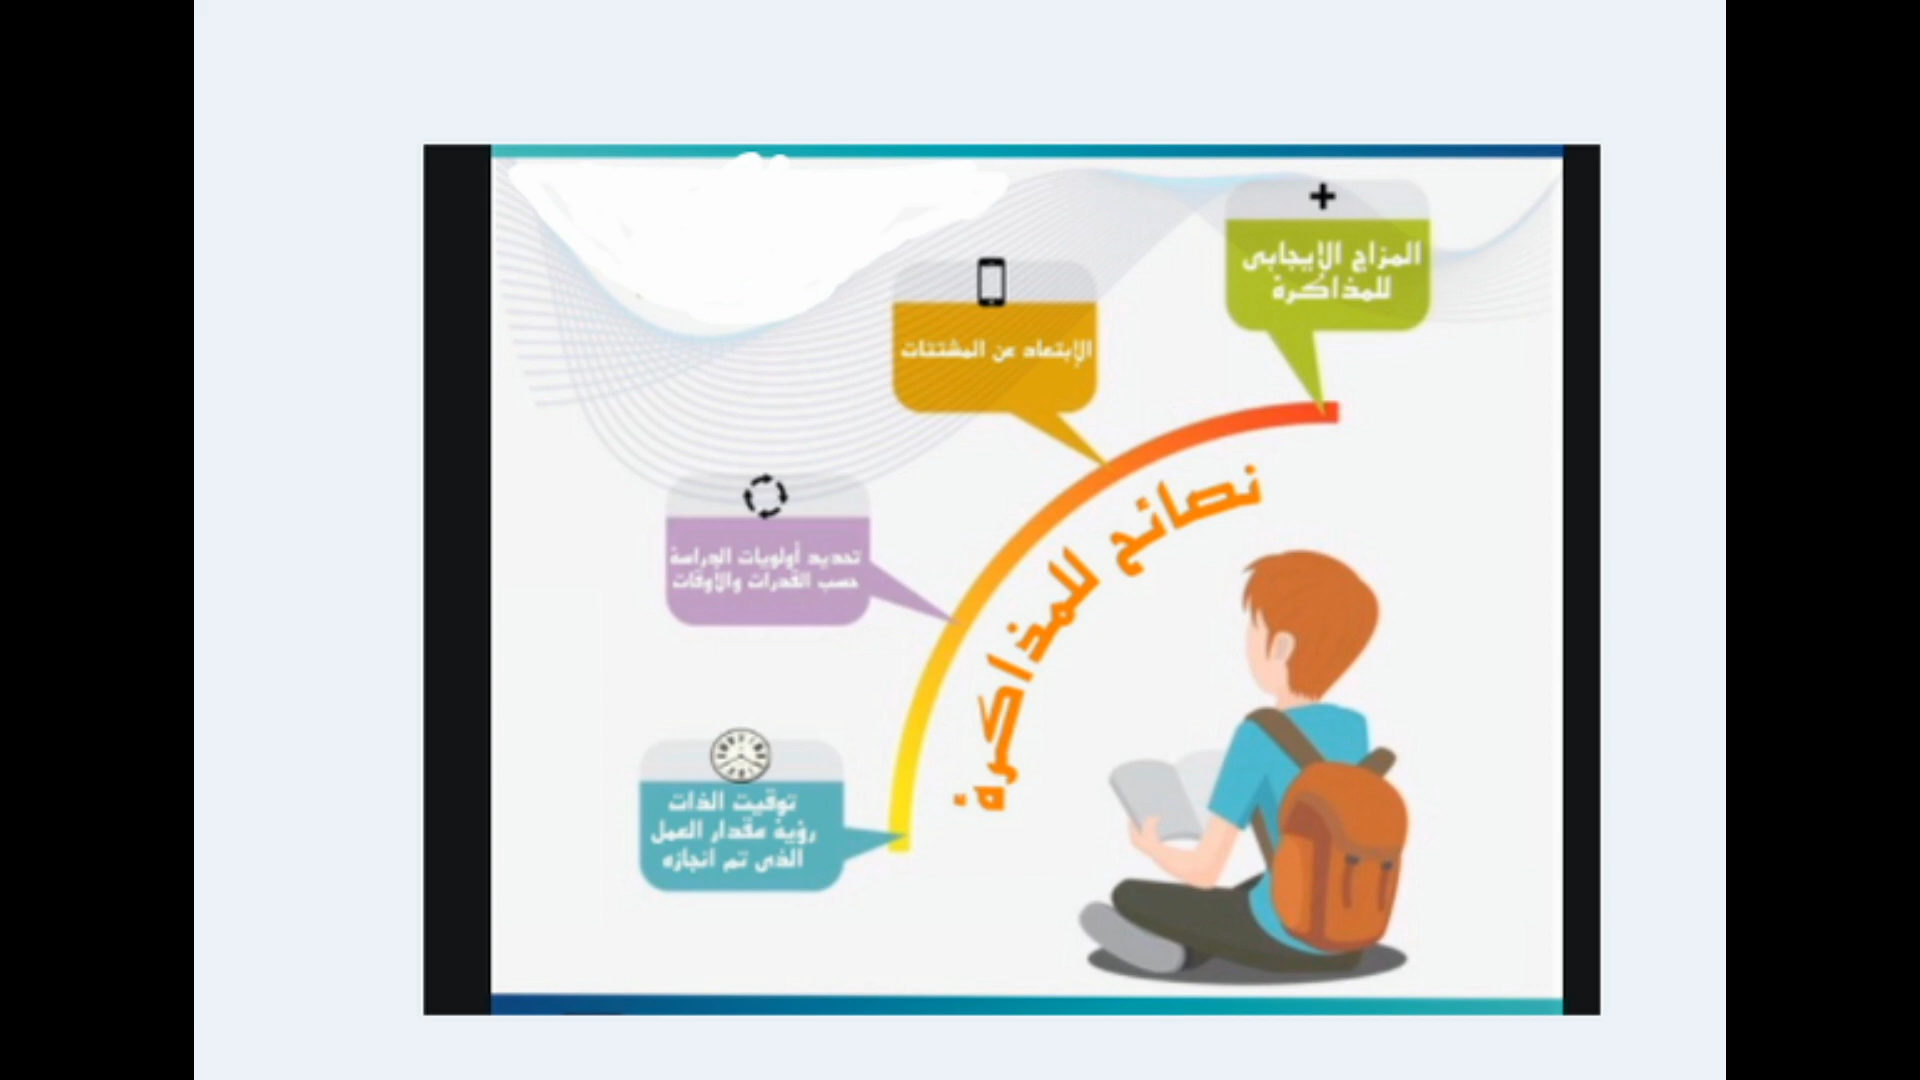 المزاج الإيجابى
للمذاكرة
الإبتعاد عن المشتتات
نصائح للمذاكرة
تحديد أولويات الدراسة
حسب القدرات والأوقات
توقيت الذات
رؤية مقدار العمل
الذى تم انجازه